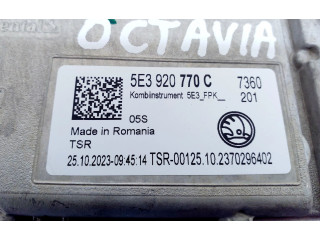 OCTAVIA
5E3 920 770 C 7360
Kombiinstrument 5E3_FPK_ 201
05S
Made in Romania
TSR
25.10.2023-09:45:14 TSR-00125.10.2370296402